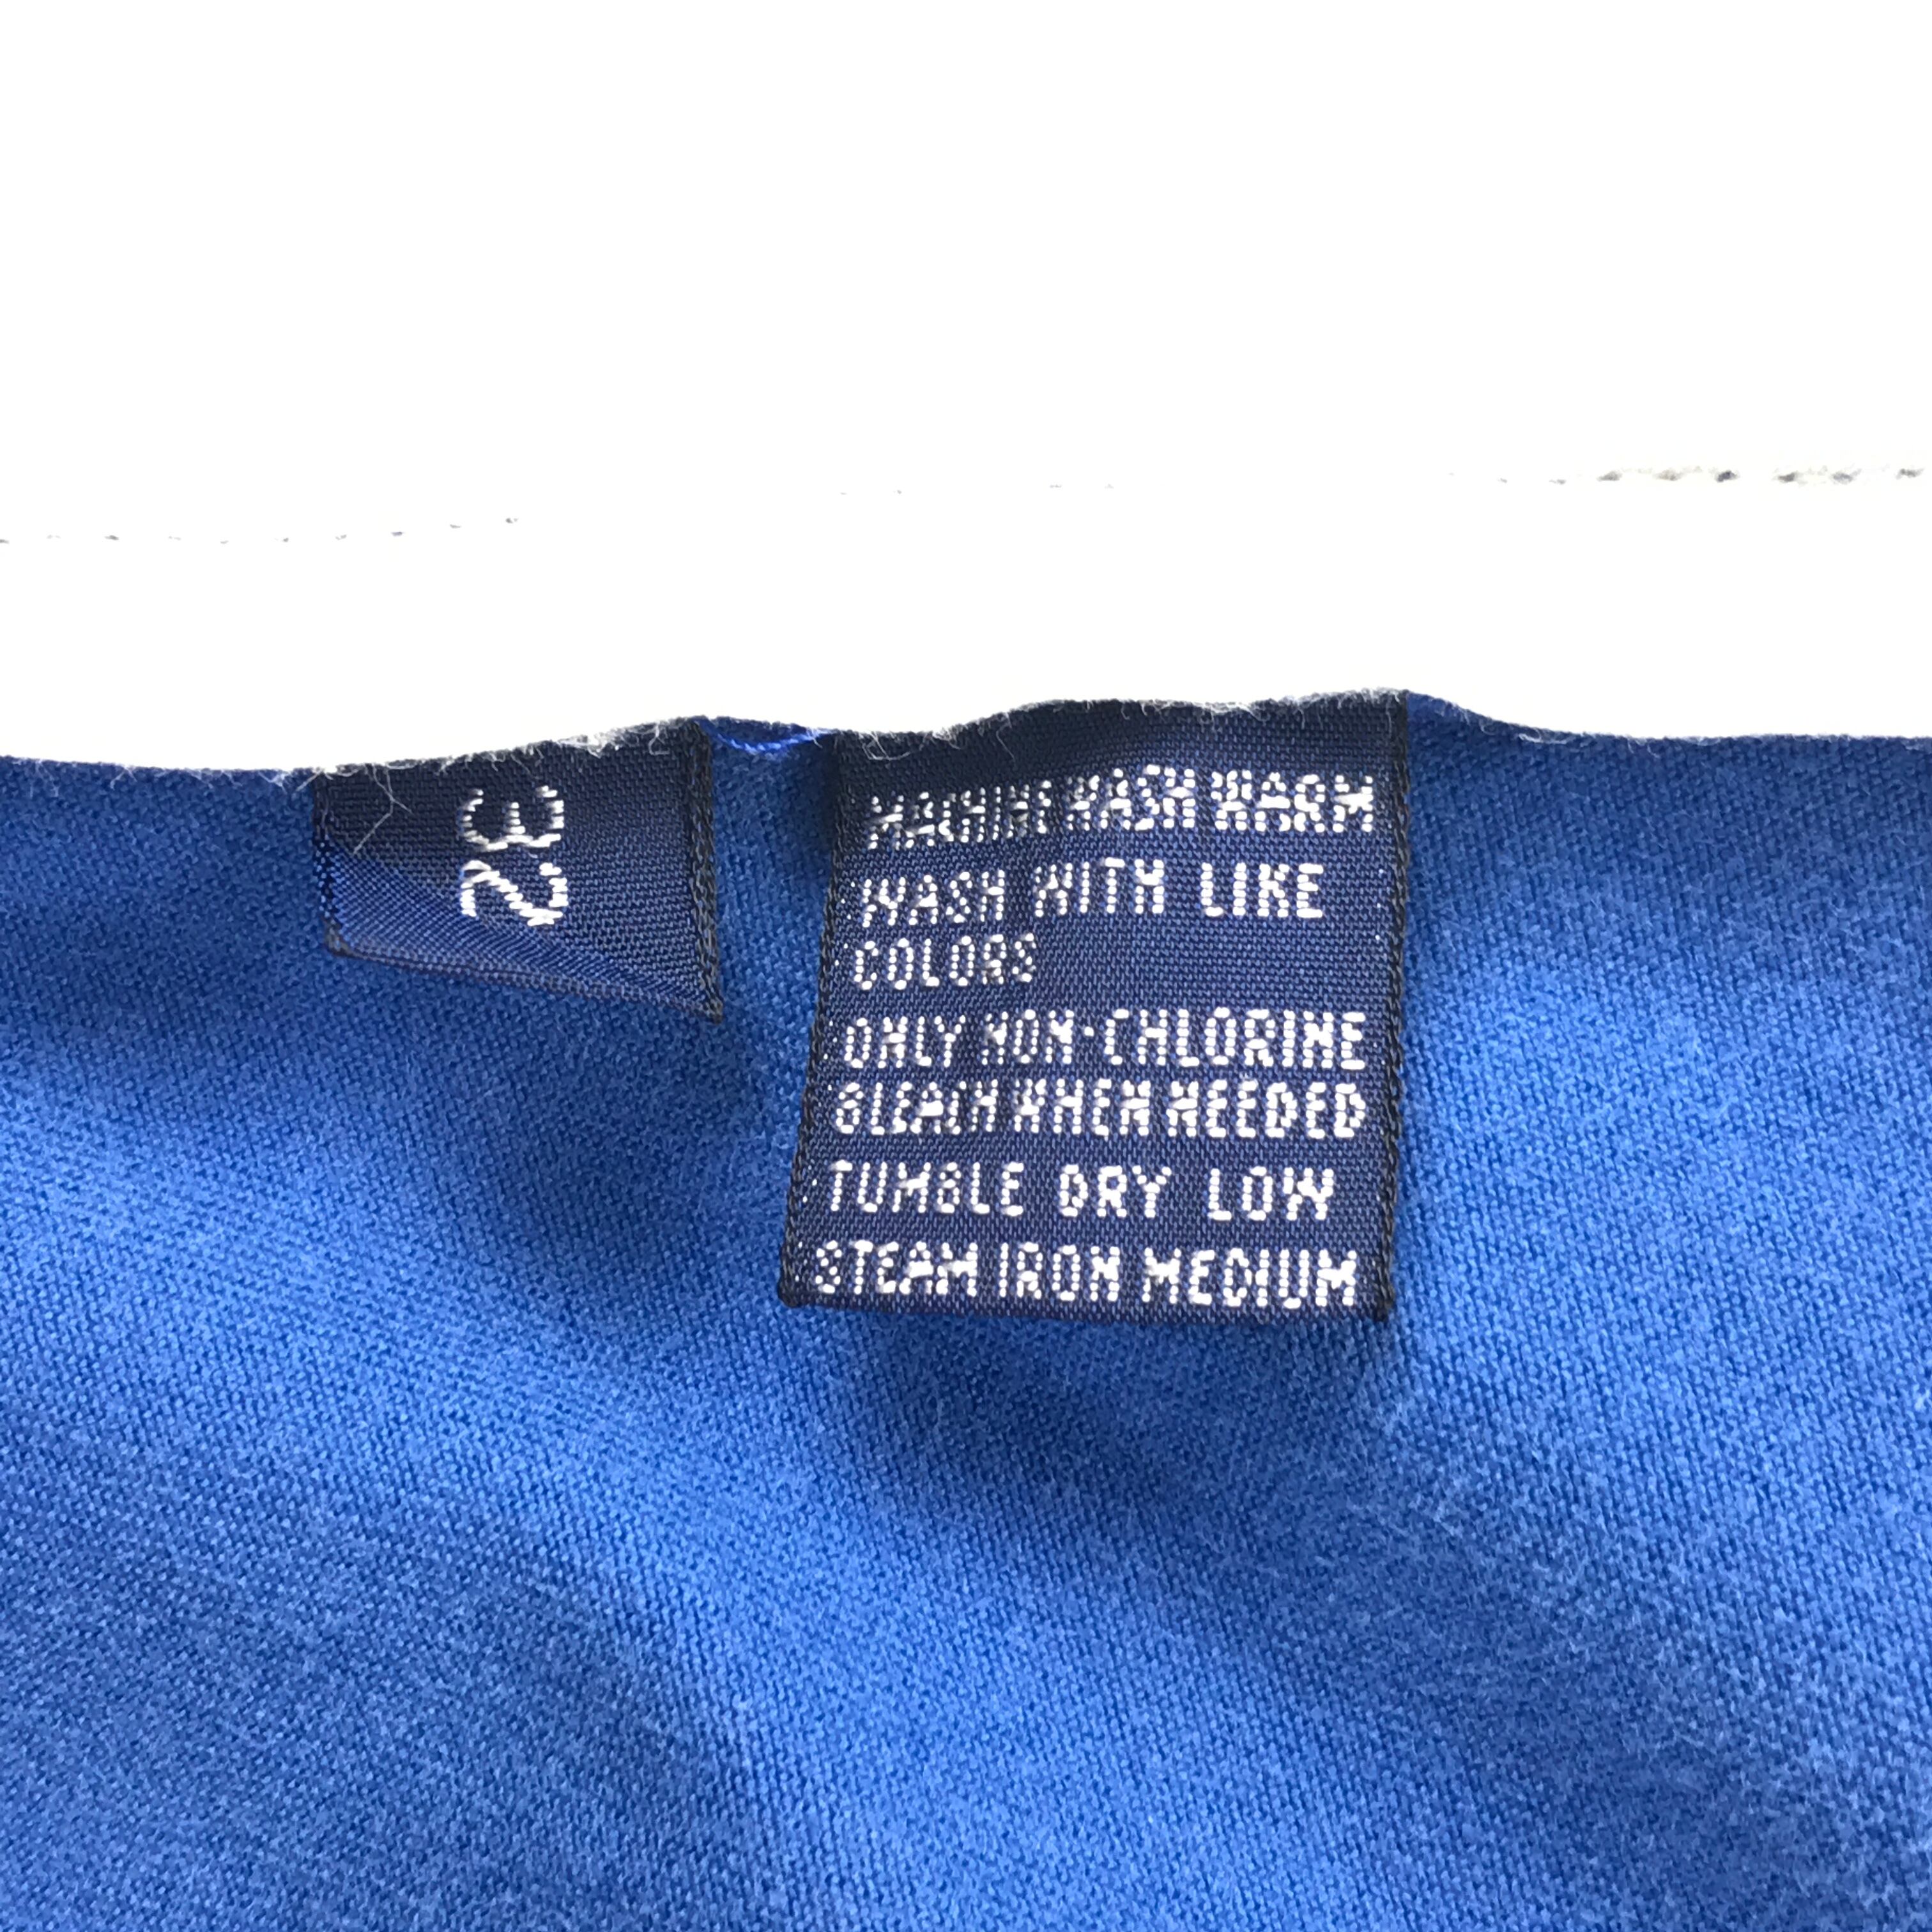 32
MACHINE WASH WARM
WASH WITH LIKE
COLORS
ONLY NON-CHLORINE
BLEACH WHEN NEEDED
TUMBLE DRY LOW
STEAM IRON MEDIUM